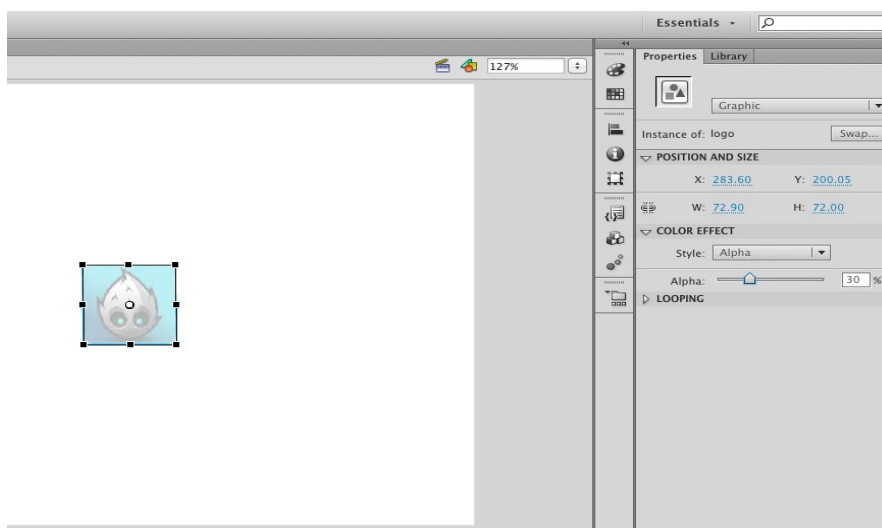 Essentials
127%
Properties Library
Graphic
Instance of: logo Swap...
POSITION AND SIZE
X: 283.60 Y: 200.05
W: 72.90 H: 72.00
COLOR EFFECT
Style: Alpha
Alpha: 30 %
LOOPING